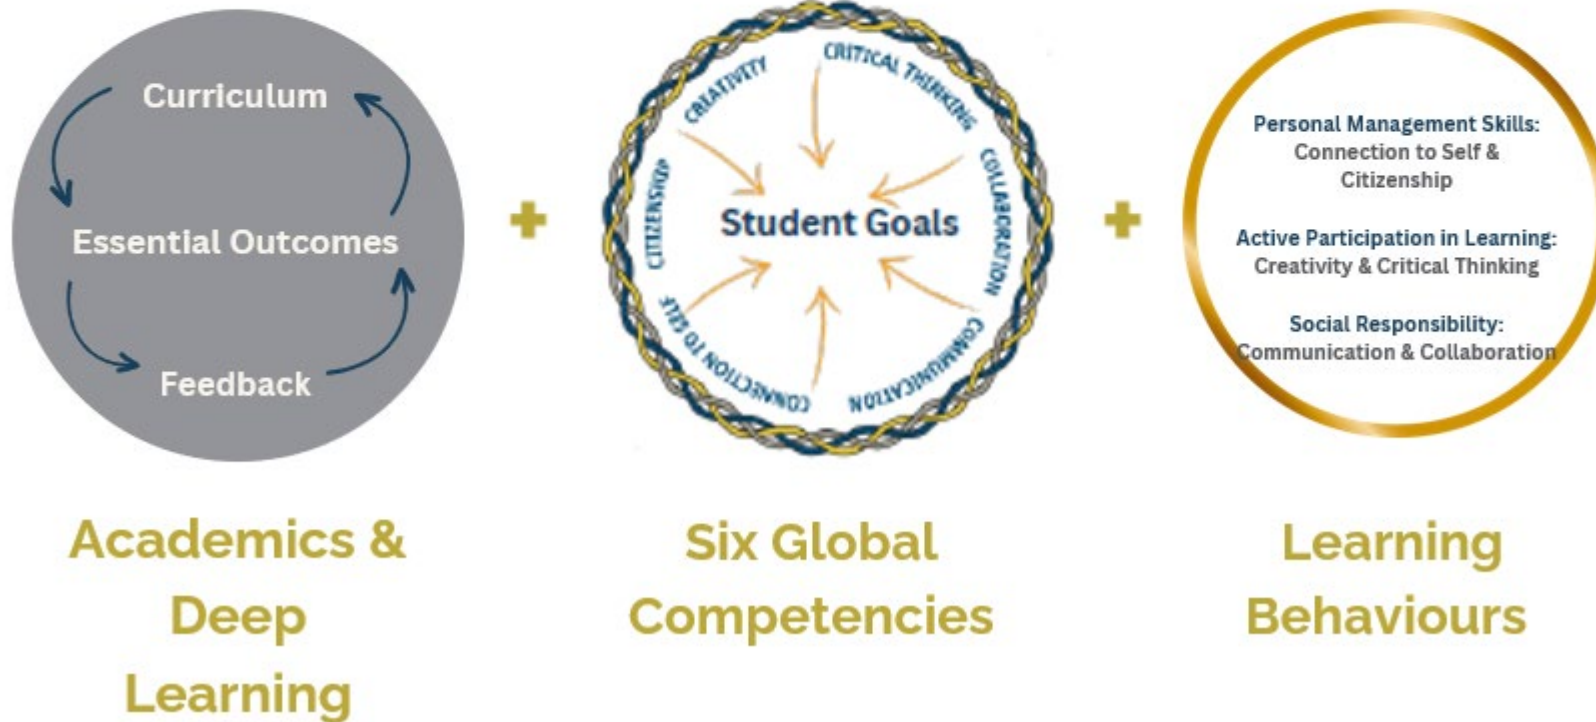 Curriculum
Essential Outcomes
Feedback
Academics &
Deep
Learning
CREATIVITY
CRITICAL THINKING
COLLABORATION
COMMUNICATION
CONNECTION TO SELF
CITIZENSHIP
Student Goals
Six Global
Competencies
Personal Management Skills:
Connection to Self &
Citizenship
Active Participation in Learning:
Creativity & Critical Thinking
Social Responsibility:
Communication & Collaboration
Learning
Behaviours